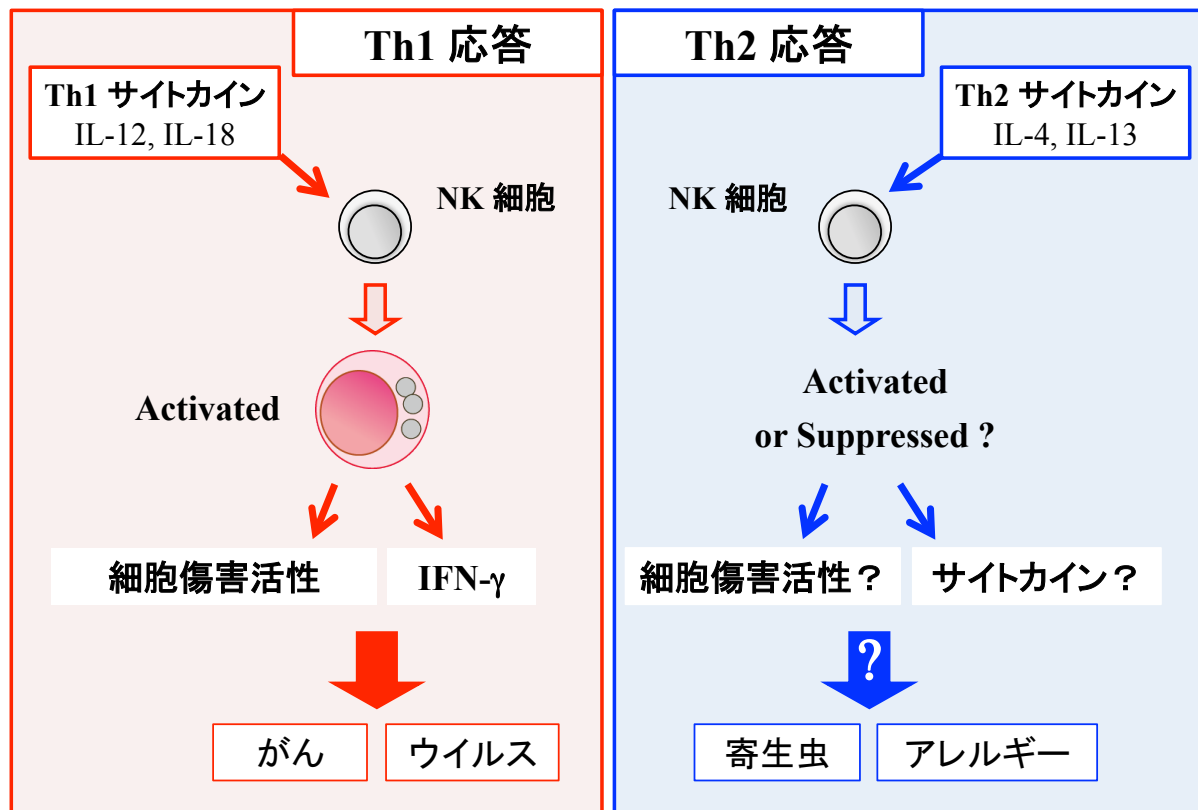 Th1 応答
Th1 サイトカイン
IL-12, IL-18
NK 細胞
Activated
細胞傷害活性
IFN-γ
がん
ウイルス
Th2 応答
Th2 サイトカイン
IL-4, IL-13
NK 細胞
Activated
or Suppressed ?
細胞傷害活性？
サイトカイン？
?
寄生虫
アレルギー